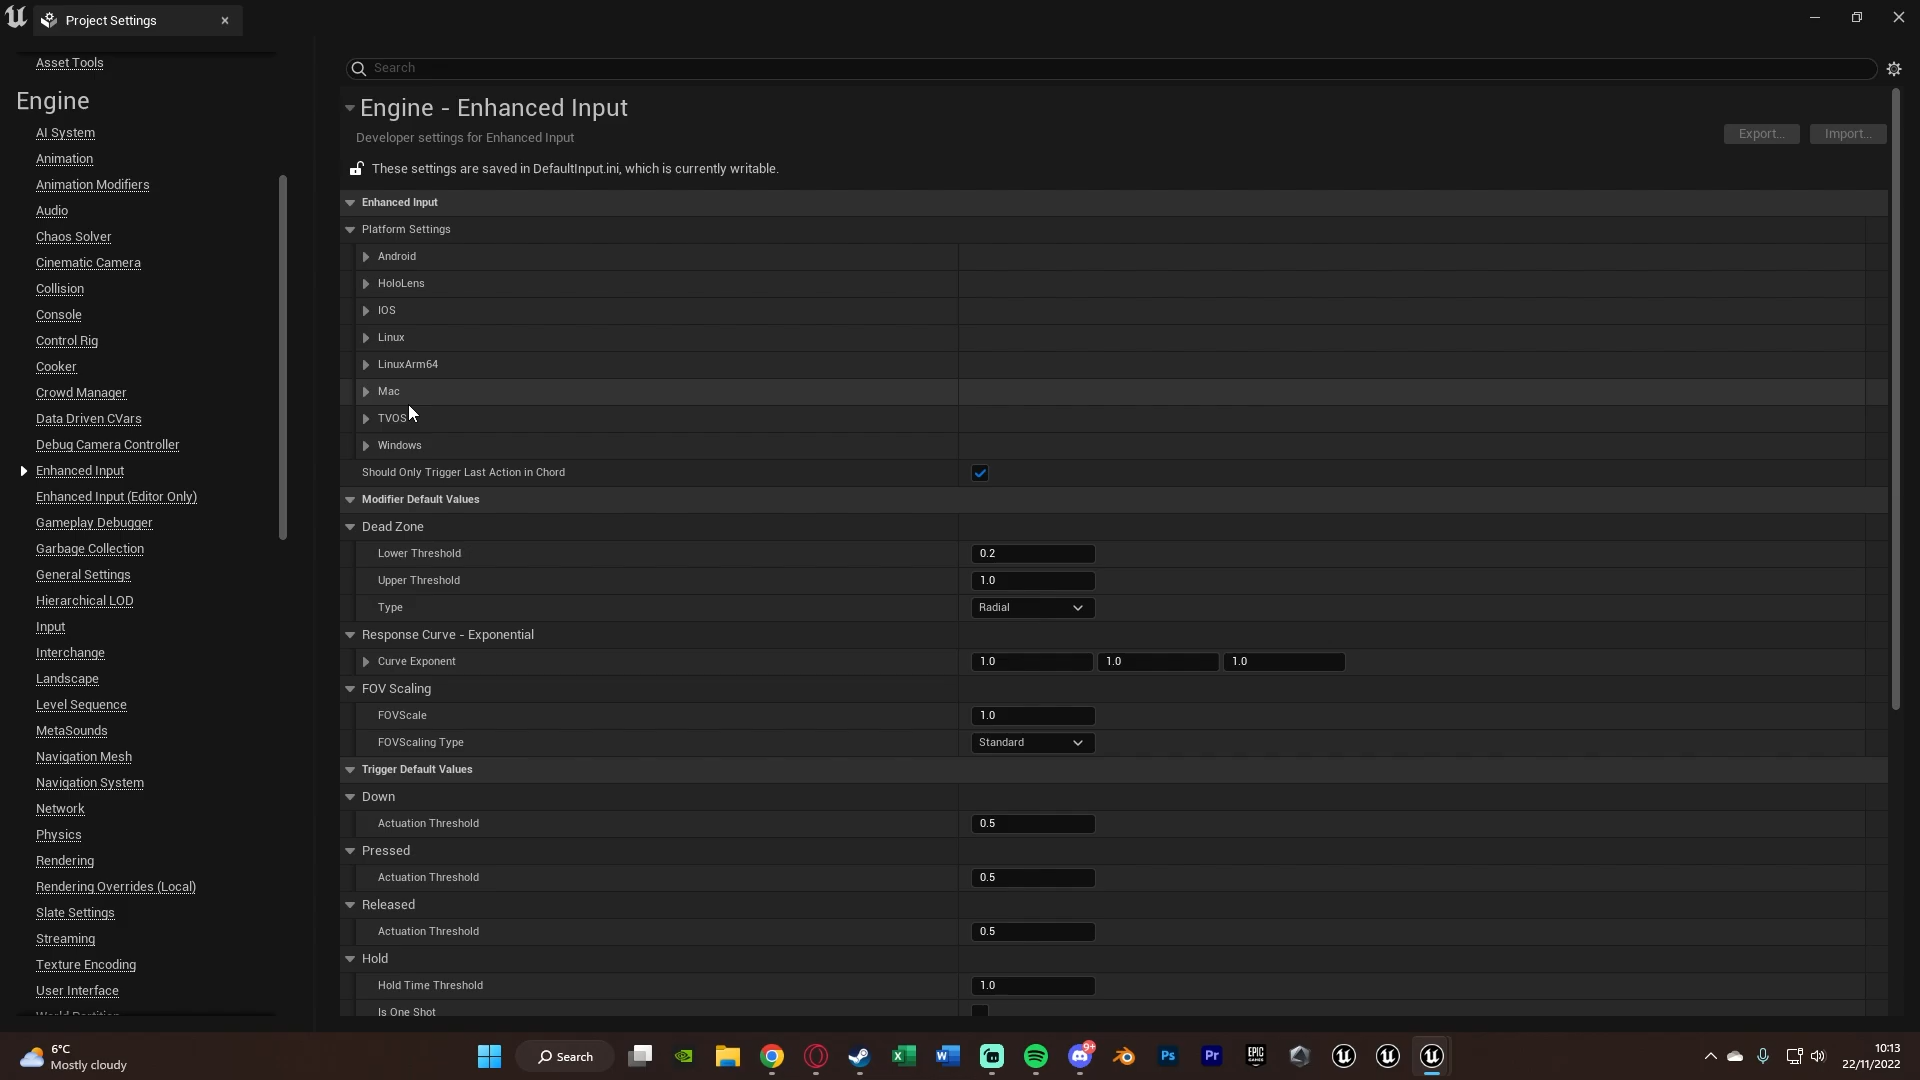 Project Settings
Asset Tools
Engine
AI System
Animation
Animation Modifiers
Audio
Chaos Solver
Cinematic Camera
Collision
Console
Control Rig
Cooker
Crowd Manager
Data Driven CVars
Debug Camera Controller
Enhanced Input
Enhanced Input (Editor Only)
Gameplay Debugger
Garbage Collection
General Settings
Hierarchical LOD
Input
Interchange
Landscape
Level Sequence
MetaSounds
Navigation Mesh
Navigation System
Network
Physics
Rendering
Rendering Overrides (Local)
Slate Settings
Streaming
Texture Encoding
User Interface
World Partition
Search
Engine - Enhanced Input
Developer settings for Enhanced Input
Export... Import...
These settings are saved in DefaultInput.ini, which is currently writable.
Enhanced Input
Platform Settings
Android
HoloLens
IOS
Linux
LinuxArm64
Mac
TVOS
Windows
Should Only Trigger Last Action in Chord
Modifier Default Values
Dead Zone
Lower Threshold 0.2
Upper Threshold 1.0
Type Radial
Response Curve - Exponential
Curve Exponent 1.0 1.0 1.0
FOV Scaling
FOVScale 1.0
FOVScaling Type Standard
Trigger Default Values
Down
Actuation Threshold 0.5
Pressed
Actuation Threshold 0.5
Released
Actuation Threshold 0.5
Hold
Hold Time Threshold 1.0
Is One Shot
6°C
Mostly cloudy
Search
9+
Ps
Pr
EPIC
GAMES
10:13
22/11/2022